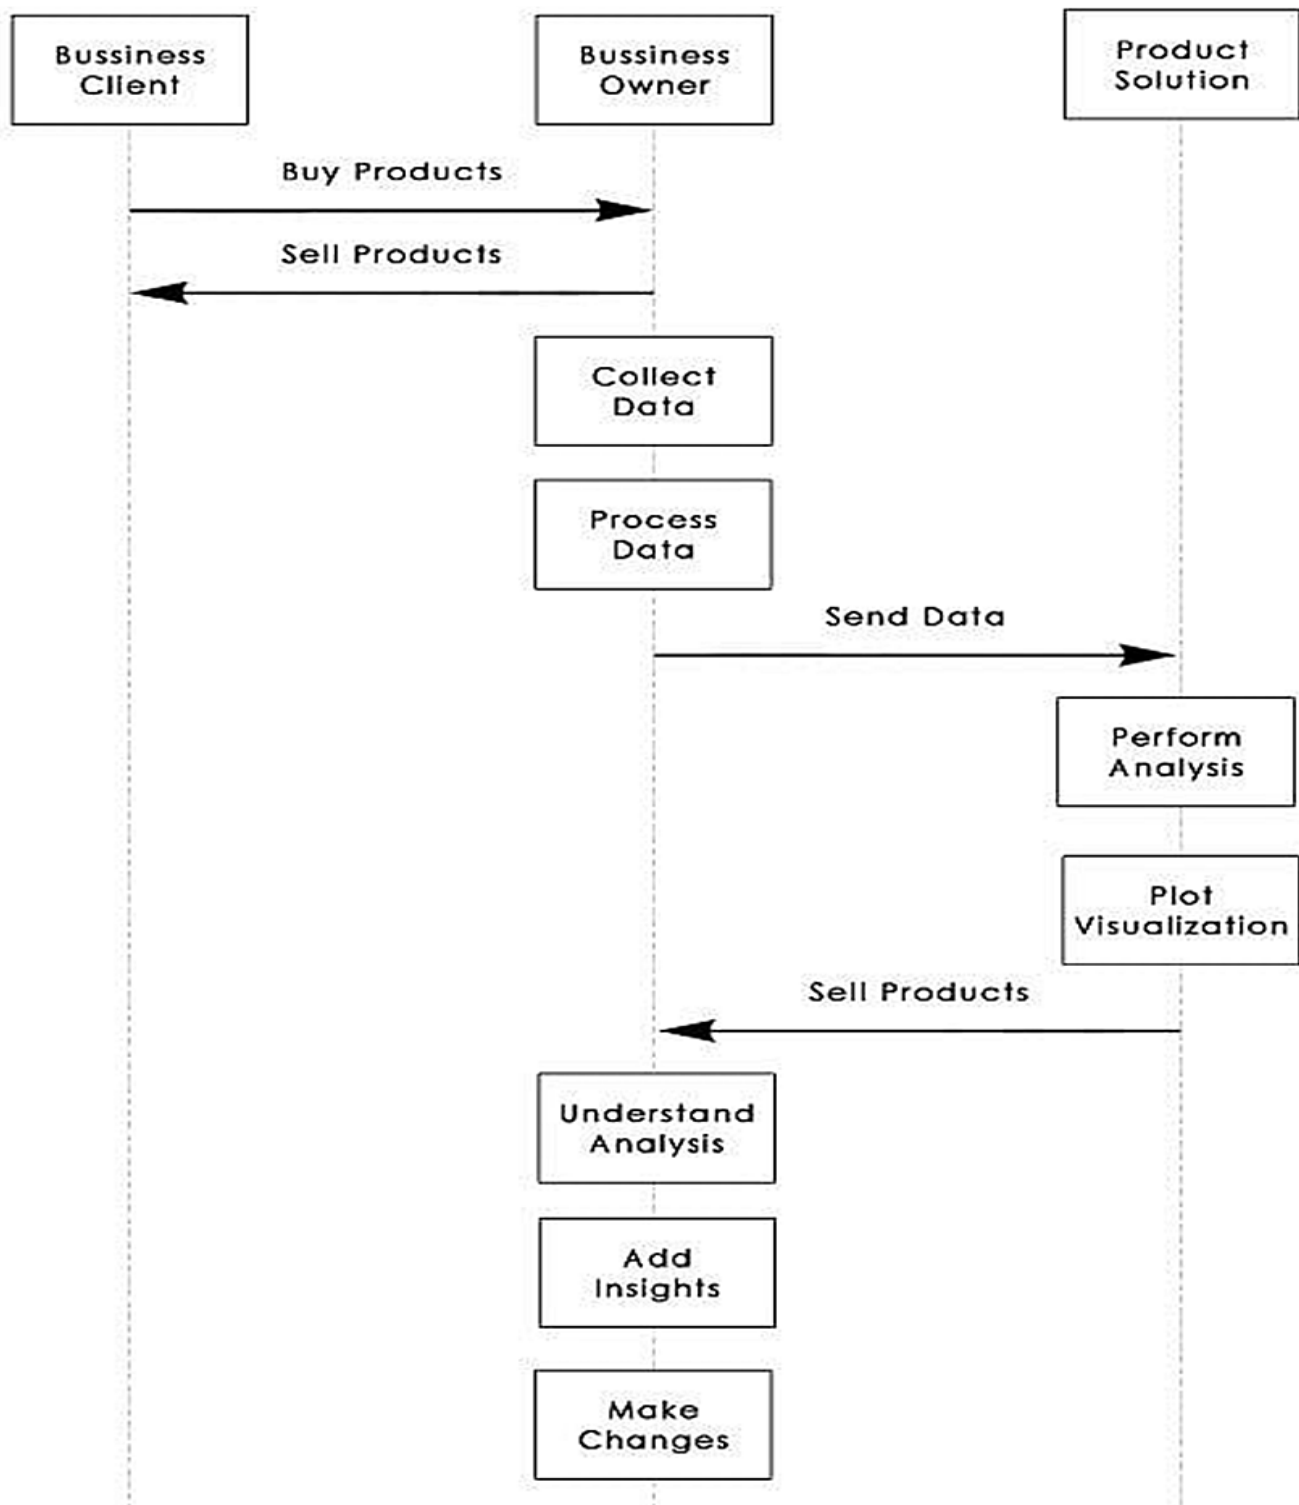 Bussiness
Client
Bussiness
Owner
Product
Solution
Buy Products
Sell Products
Collect
Data
Process
Data
Send Data
Perform
Analysis
Plot
Visualization
Sell Products
Understand
Analysis
Add
Insights
Make
Changes